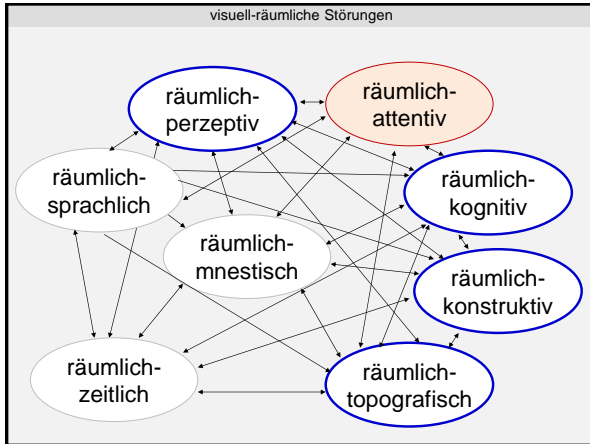 visuell-räumliche Störungen
räumlich-
perzeptiv
räumlich-
attentiv
räumlich-
sprachlich
räumlich-
kognitiv
räumlich-
mnestisch
räumlich-
konstruktiv
räumlich-
zeitlich
räumlich-
topografisch